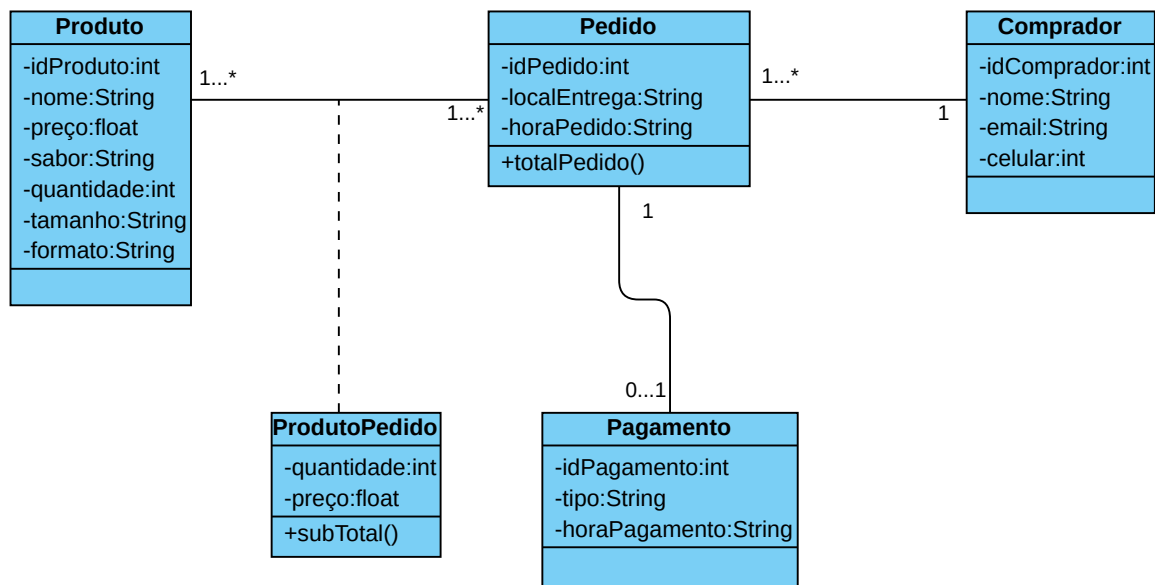 Produto
-idProduto:int
-nome:String
-preço:float
-sabor:String
-quantidade:int
-tamanho:String
-formato:String
1...*
1...*
Pedido
-idPedido:int
-localEntrega:String
-horaPedido:String
+totalPedido()
1...*
1
Comprador
-idComprador:int
-nome:String
-email:String
-celular:int
1
0...1
ProdutoPedido
-quantidade:int
-preço:float
+subTotal()
Pagamento
-idPagamento:int
-tipo:String
-horaPagamento:String